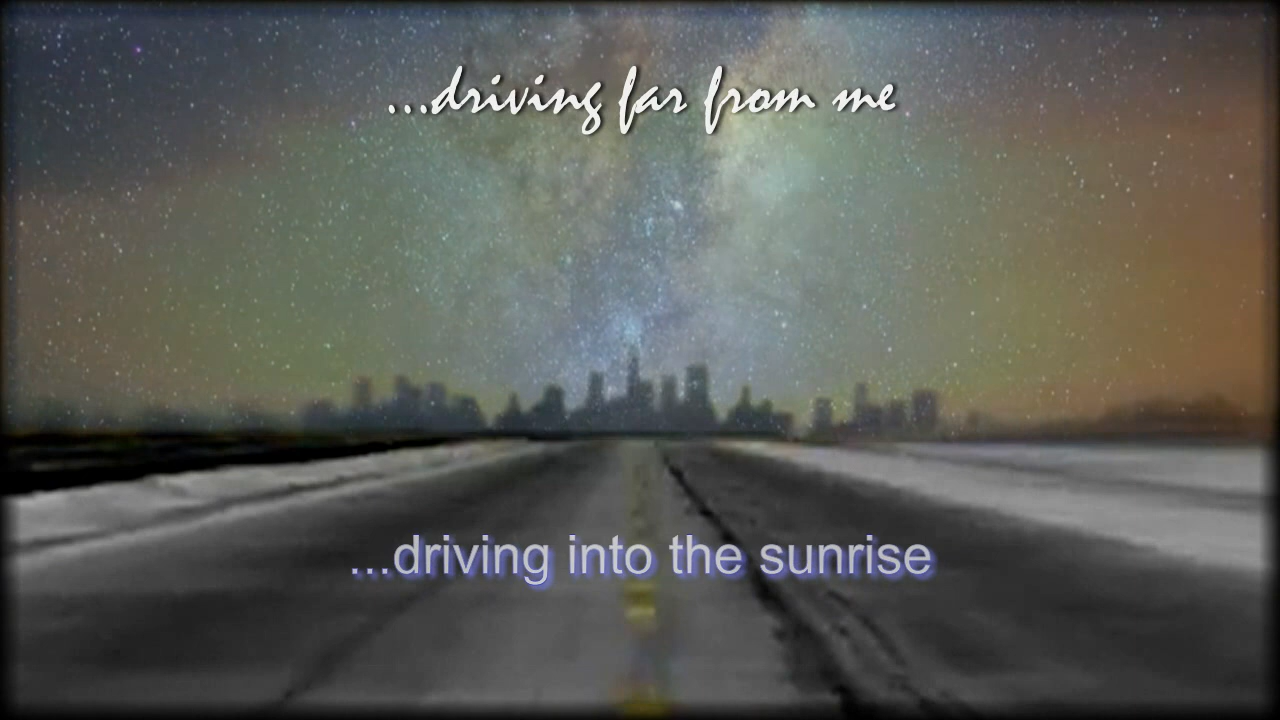 ...driving far from me
...driving into the sunrise